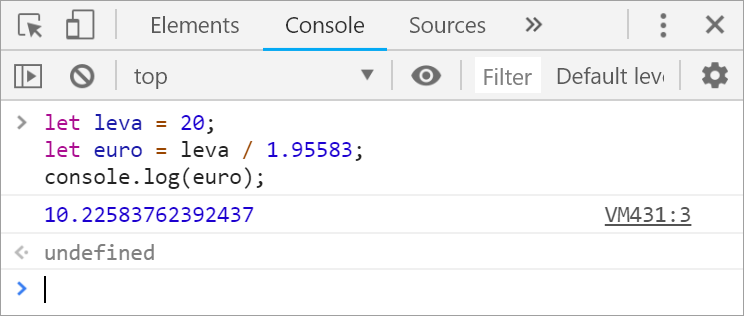 Elements Console Sources
top Filter Default leve
let leva = 20;
let euro = leva / 1.95583;
console.log(euro);
10.22583762392437 VM431:3
undefined